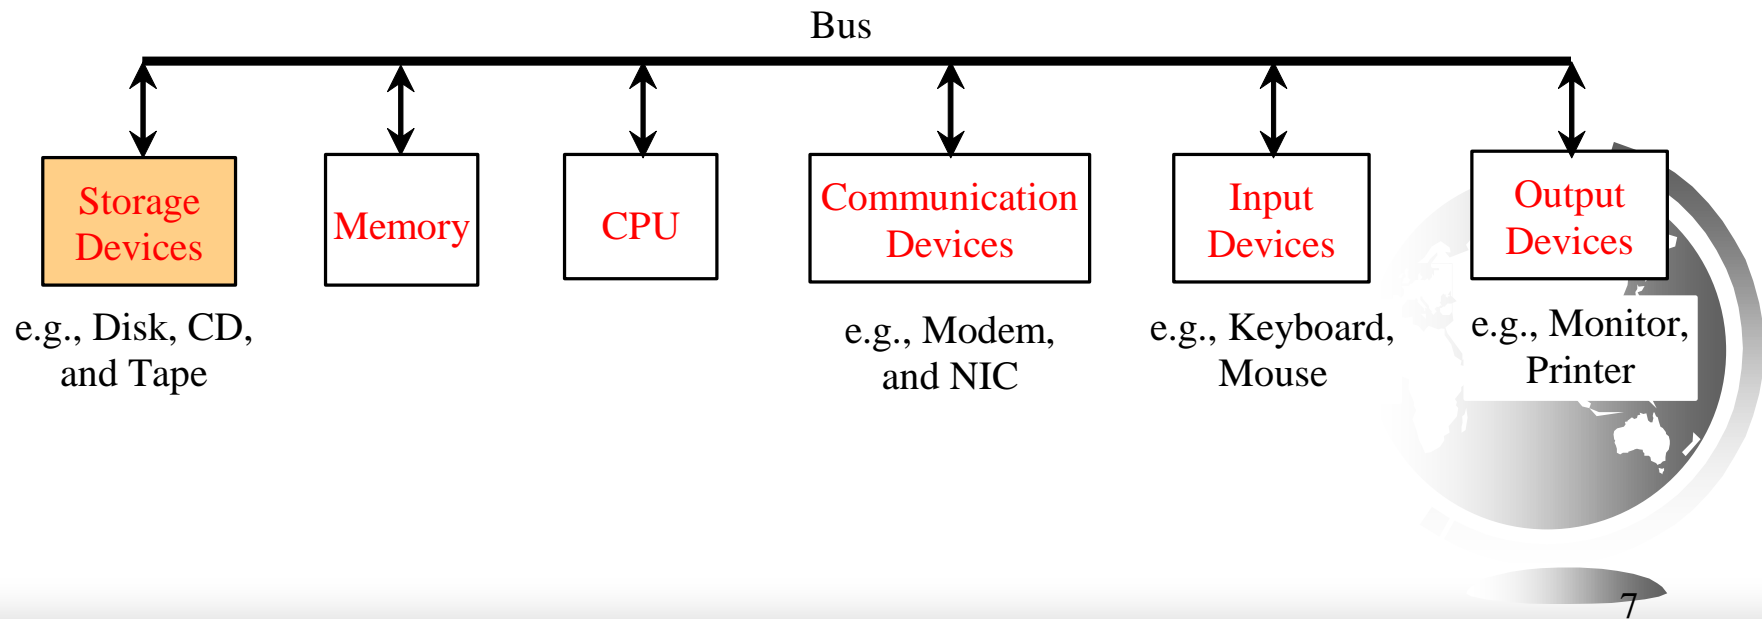 Bus
Storage
Devices
Memory
CPU
Communication
Devices
Input
Devices
Output
Devices
e.g., Disk, CD,
and Tape
e.g., Modem,
and NIC
e.g., Keyboard,
Mouse
e.g., Monitor,
Printer
7